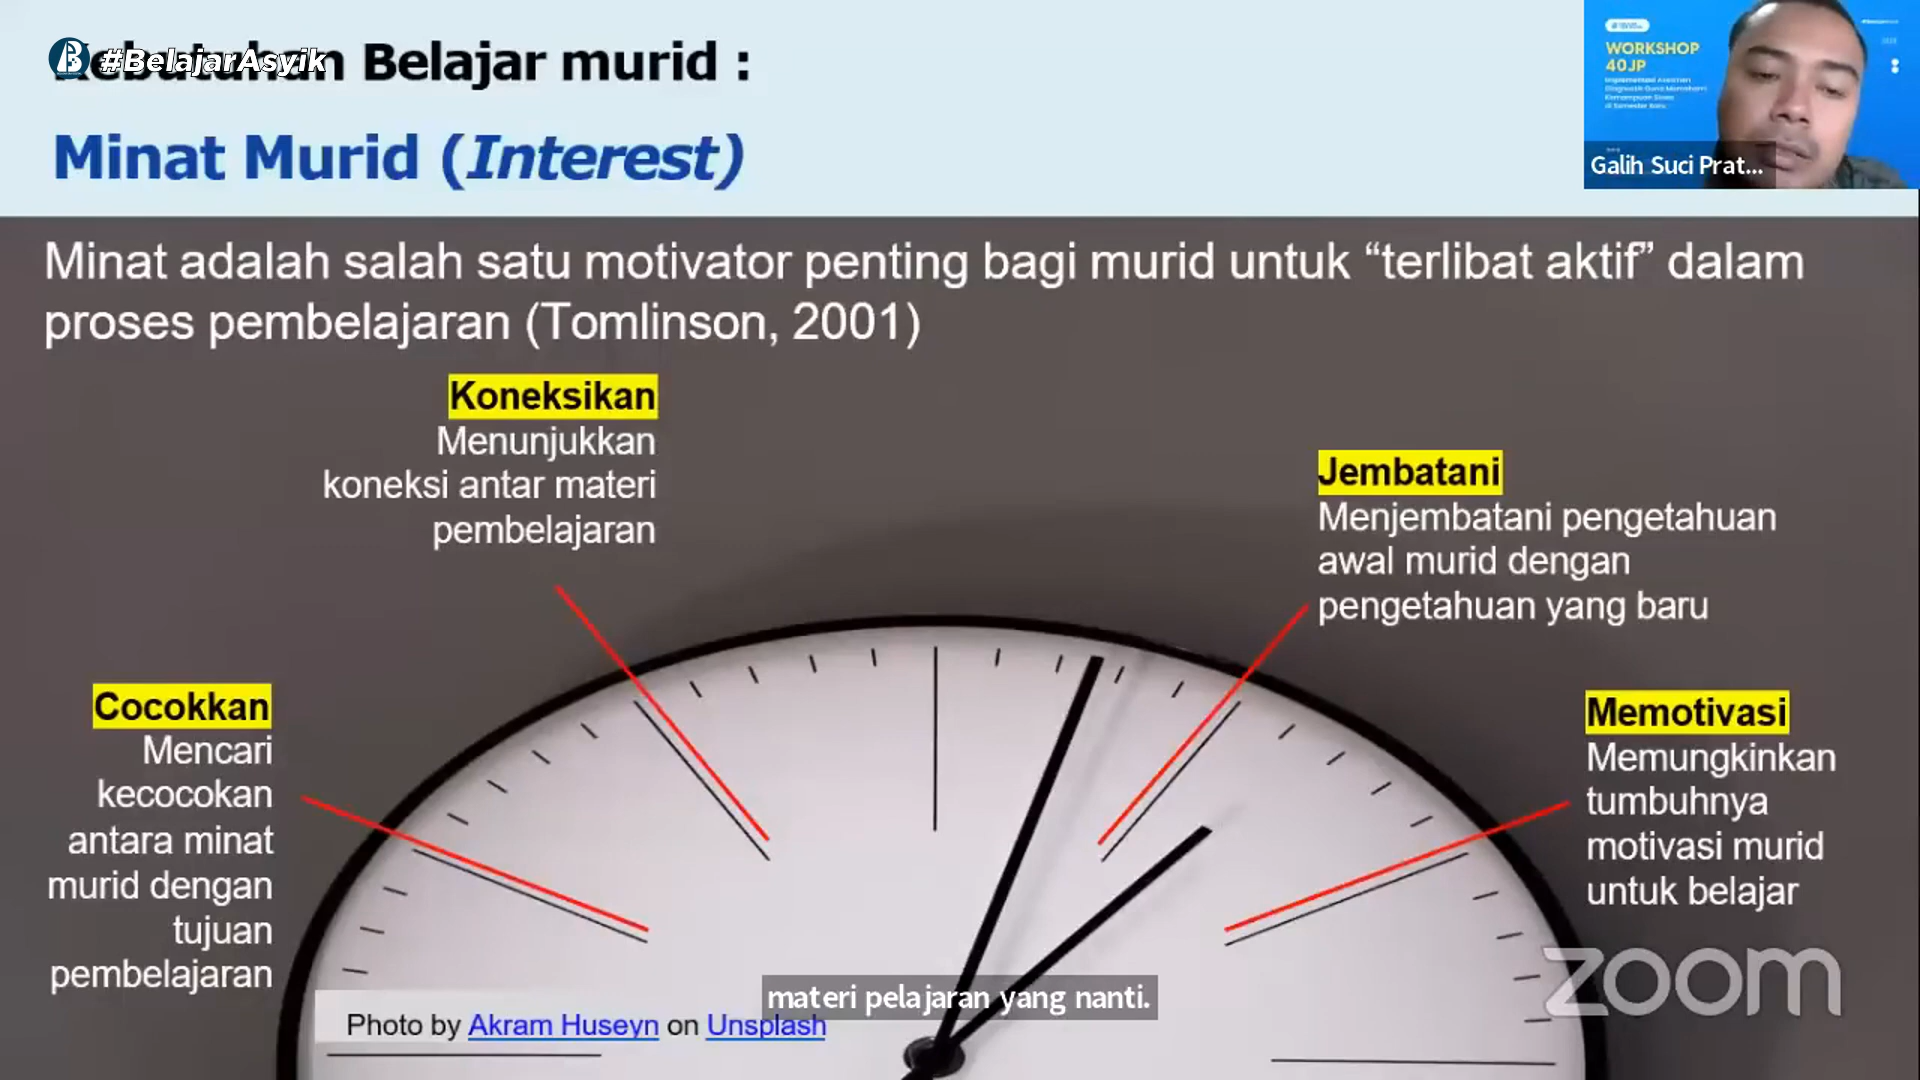 Kebutuhan Belajar murid :
#BelajarAsyik
Minat Murid (Interest)
WORKSHOP
40JP
Galih Suci Prat...
Minat adalah salah satu motivator penting bagi murid untuk “terlibat aktif” dalam
proses pembelajaran (Tomlinson, 2001)
Koneksikan
Menunjukkan
koneksi antar materi
pembelajaran
Jembatani
Menjembatani pengetahuan
awal murid dengan
pengetahuan yang baru
Cocokkan
Mencari
kecocokan
antara minat
murid dengan
tujuan
pembelajaran
Memotivasi
Memungkinkan
tumbuhnya
motivasi murid
untuk belajar
zoom
materi pelajaran yang nanti.
Photo by Akram Huseyn on Unsplash